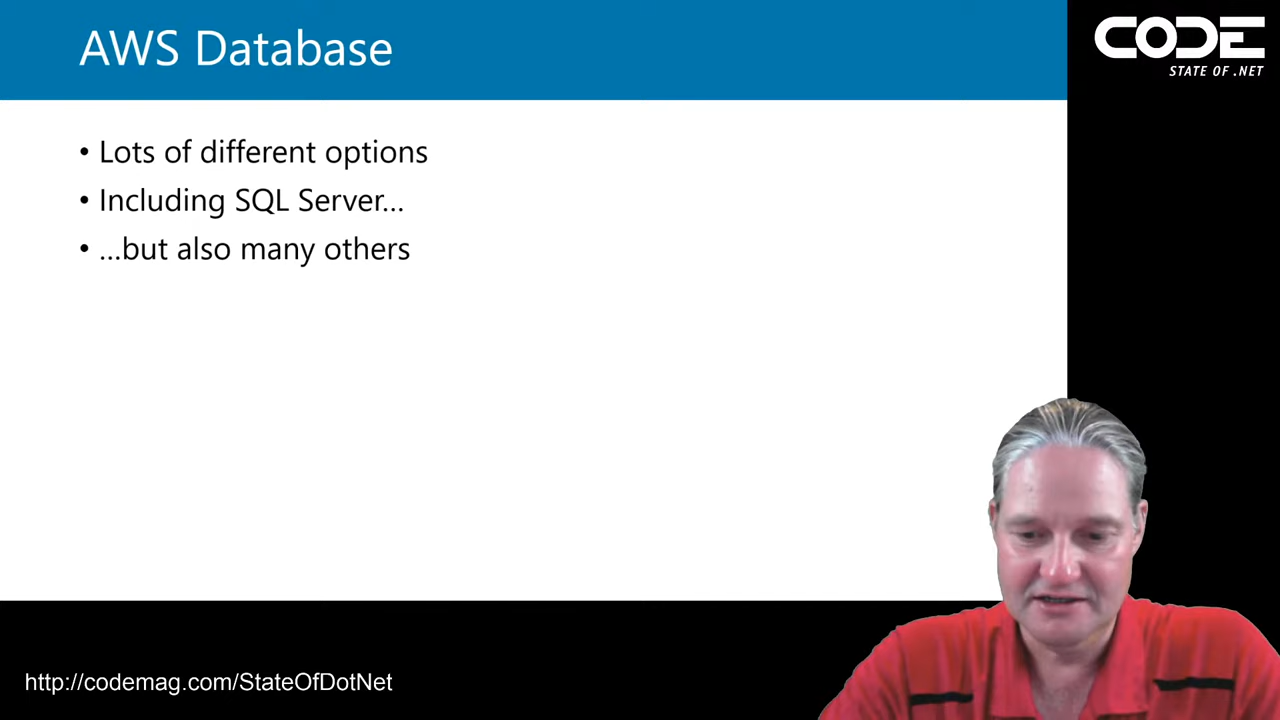 AWS Database
CODE
STATE OF .NET
• Lots of different options
• Including SQL Server...
• ...but also many others
http://codemag.com/StateOfDotNet